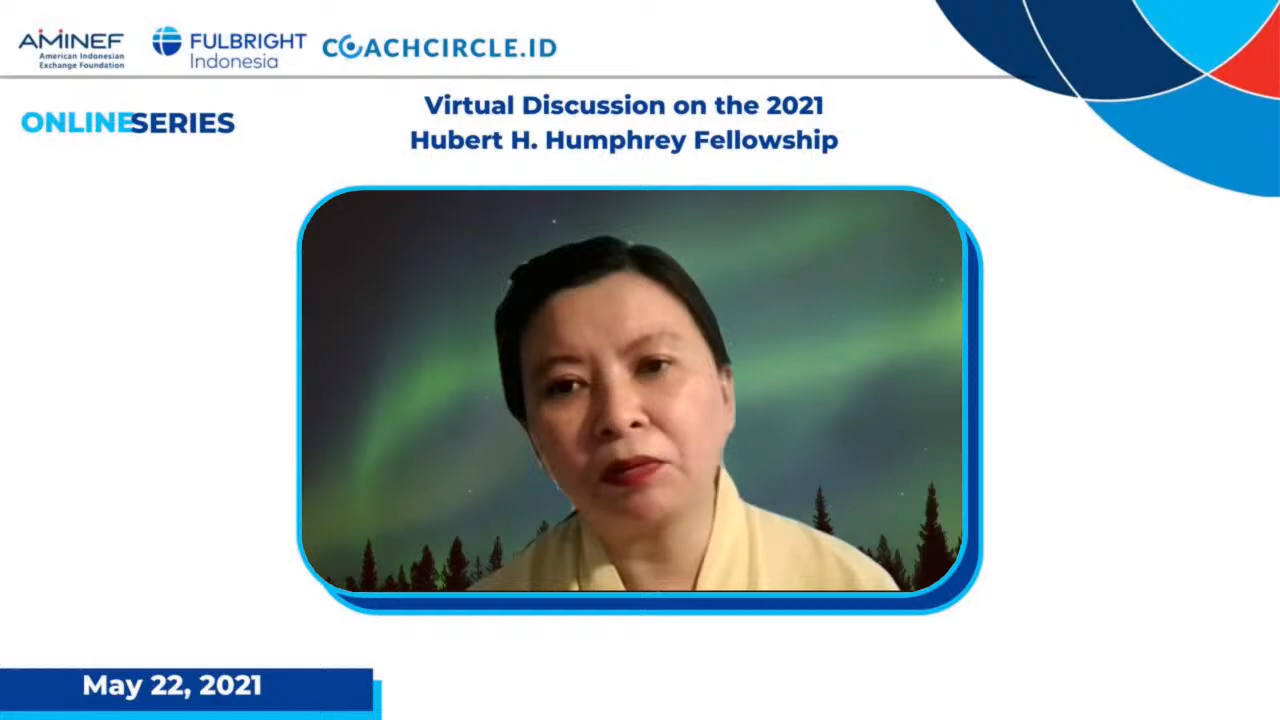 AMINEF
American Indonesian
Exchange Foundation
FULBRIGHT
Indonesia
COACHCIRCLE.ID
ONLINESERIES
Virtual Discussion on the 2021
Hubert H. Humphrey Fellowship
May 22, 2021